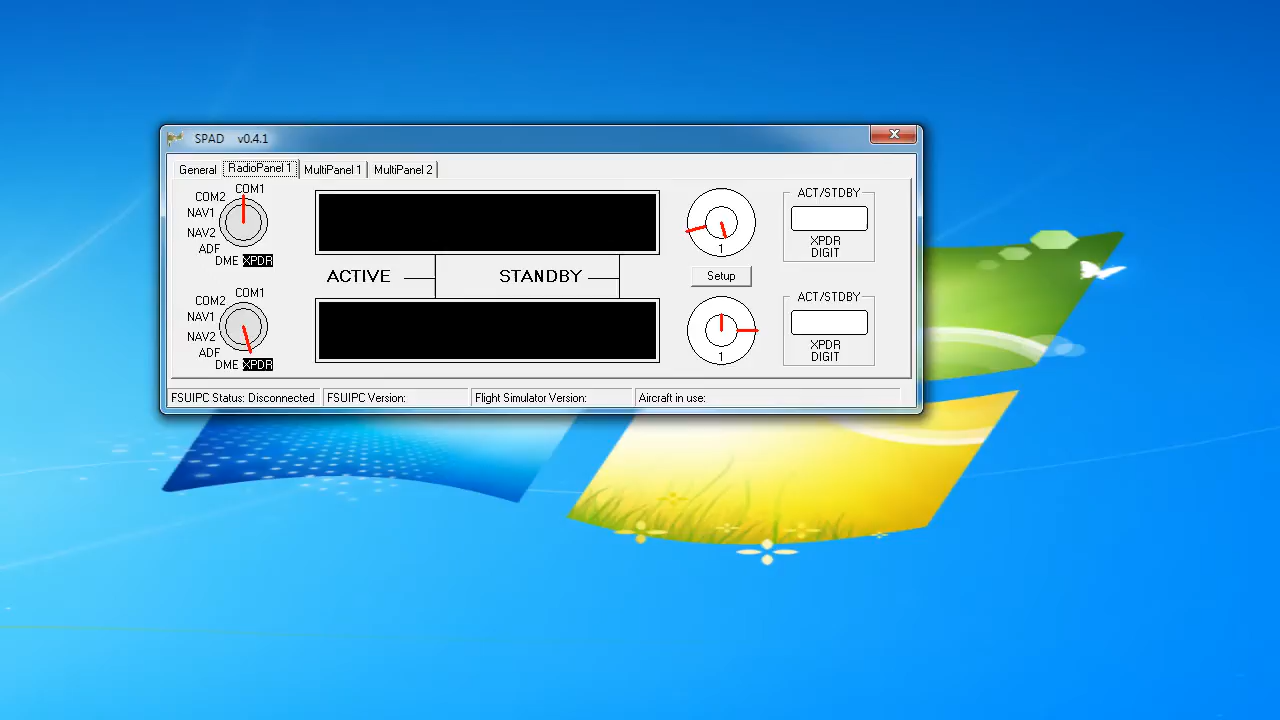 SPAD v0.4.1
General RadioPanel 1 MultiPanel 1 MultiPanel 2
COM1
COM2
NAV1
NAV2
ADF
DME XPDR
1
ACT/STDBY
XPDR
DIGIT
ACTIVE STANDBY
Setup
COM1
COM2
NAV1
NAV2
ADF
DME XPDR
1
ACT/STDBY
XPDR
DIGIT
FSUIPC Status: Disconnected FSUIPC Version: Flight Simulator Version: Aircraft in use: